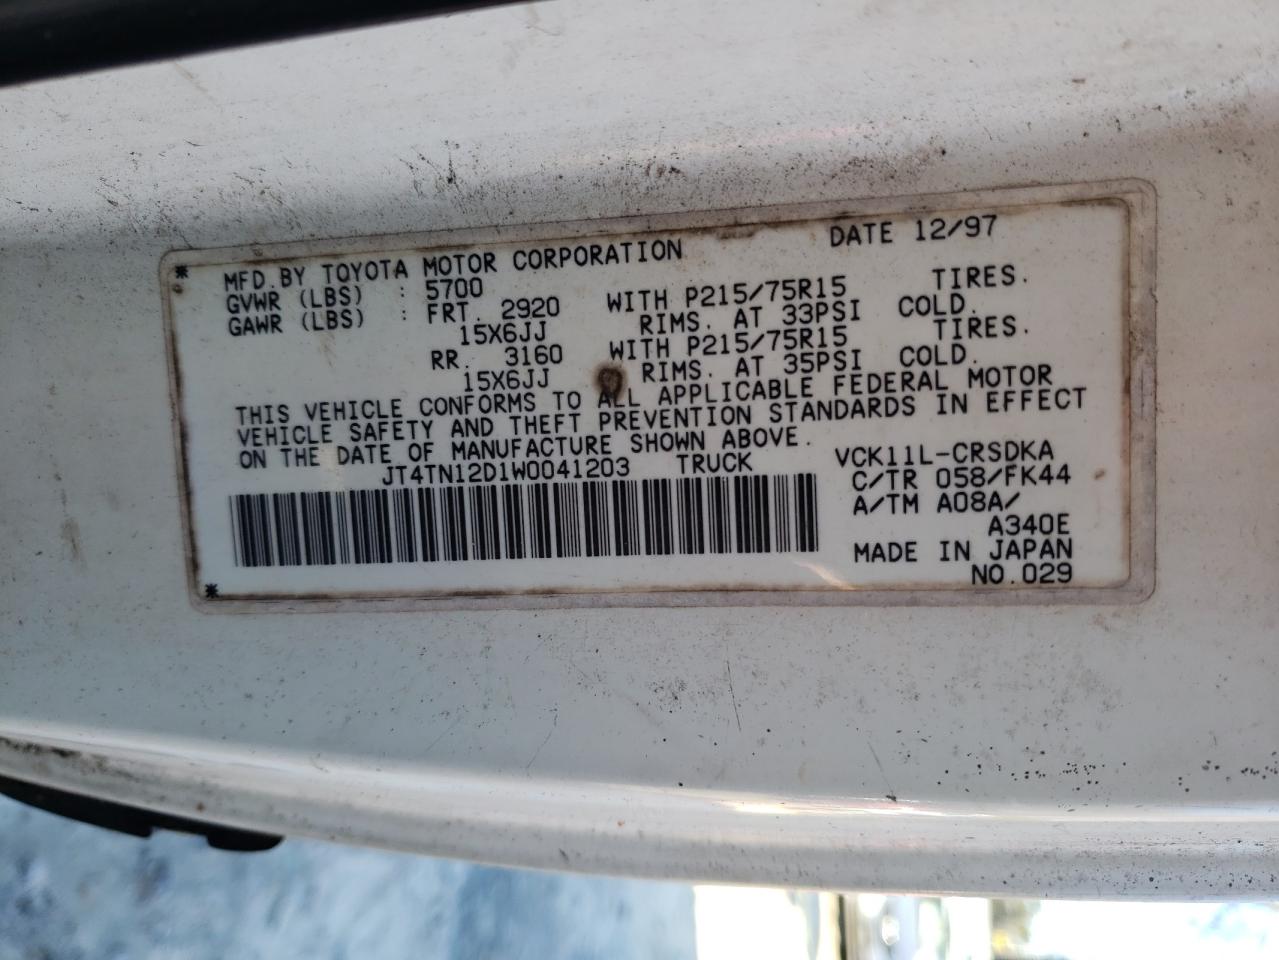 * MFD.BY TOYOTA MOTOR CORPORATION DATE 12/97
GVWR (LBS) : 5700
GAWR (LBS) : FRT. 2920 WITH P215/75R15 TIRES.
15X6JJ RIMS. AT 33PSI COLD.
RR. 3160 WITH P215/75R15 TIRES.
15X6JJ RIMS. AT 35PSI COLD.
THIS VEHICLE CONFORMS TO ALL APPLICABLE FEDERAL MOTOR
VEHICLE SAFETY AND THEFT PREVENTION STANDARDS IN EFFECT
ON THE DATE OF MANUFACTURE SHOWN ABOVE.
JT4TN12D1W0041203 TRUCK VCK11L-CRSDKA
C/TR 058/FK44
A/TM A08A/
A340E
MADE IN JAPAN
* NO.029